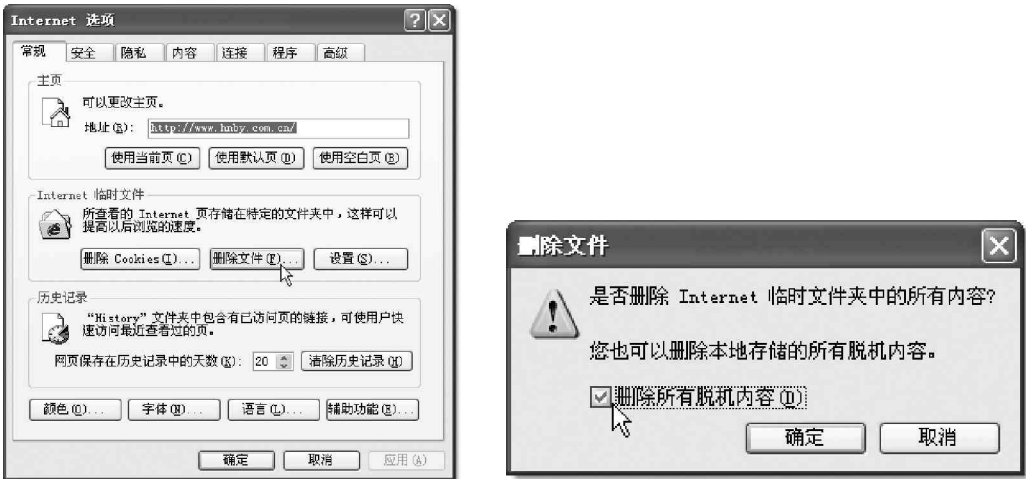 Internet 选项
常规 安全 隐私 内容 连接 程序 高级
主页
可以更改主页。
地址(R): http://www.hnby.com.cn/
使用当前页(C) 使用默认页(D) 使用空白页(B)
Internet 临时文件
所查看的 Internet 页存储在特定的文件夹中，这样可以
提高以后浏览的速度。
删除 Cookies(I)... 删除文件(F)... 设置(S)...
历史记录
“History”文件夹中包含有已访问页的链接，可使用户快
速访问最近查看过的页。
网页保存在历史记录中的天数(K): 20 清除历史记录(H)
颜色(O)... 字体(N)... 语言(L)... 辅助功能(E)...
确定 取消 应用(A)
删除文件
是否删除 Internet 临时文件夹中的所有内容?
您也可以删除本地存储的所有脱机内容。
删除所有脱机内容(D)
确定 取消